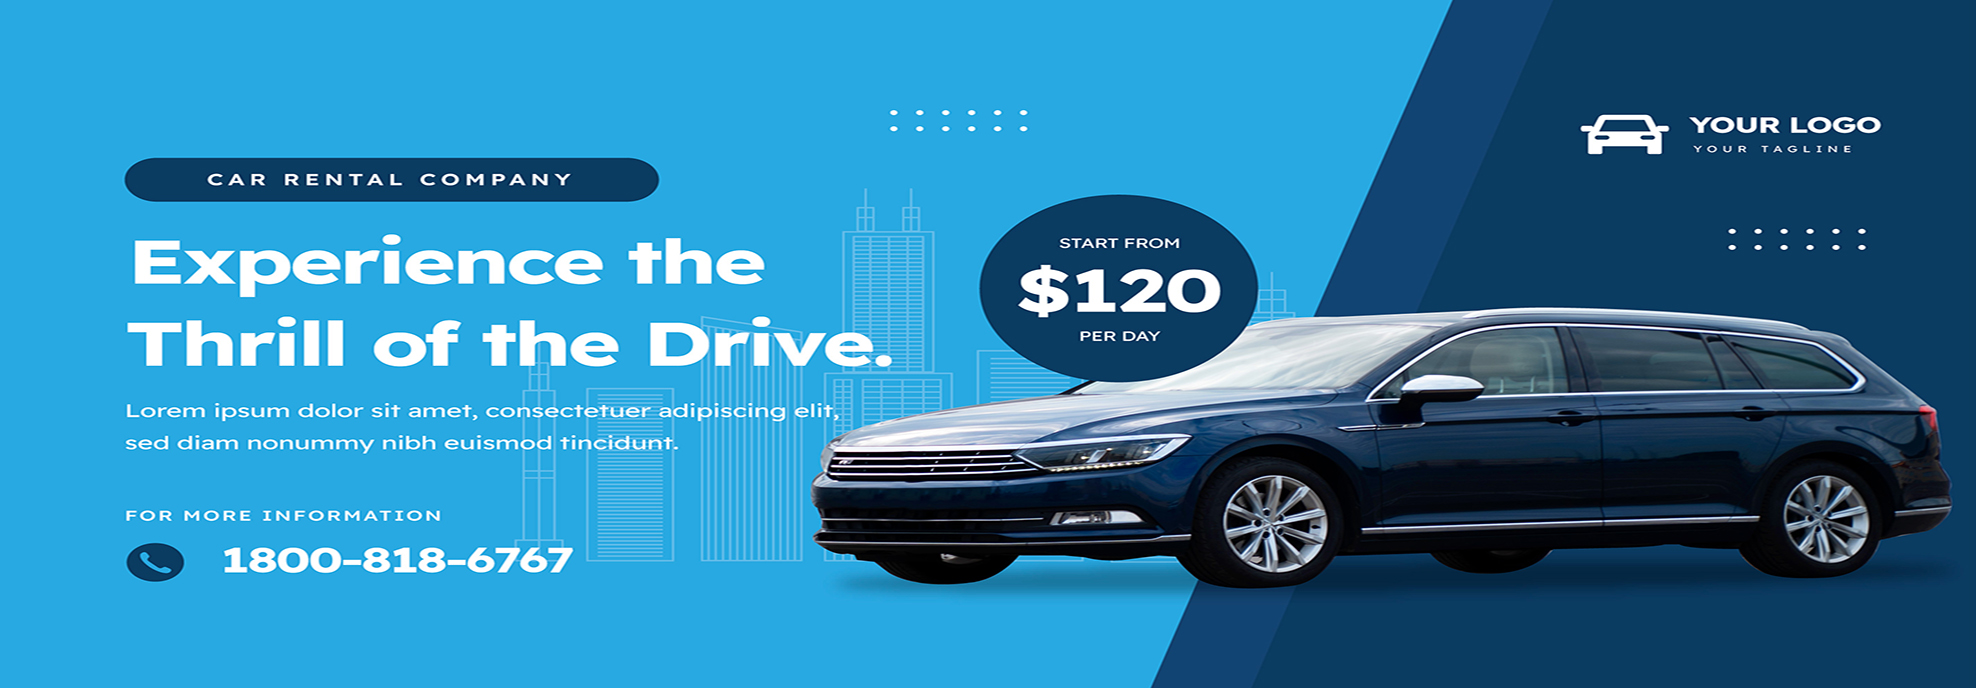 CAR RENTAL COMPANY
Experience the
Thrill of the Drive.
Lorem ipsum dolor sit amet, consectetuer adipiscing elit,
sed diam nonummy nibh euismod tincidunt.
FOR MORE INFORMATION
1800-818-6767
START FROM
$120
PER DAY
YOUR LOGO
YOUR TAGLINE